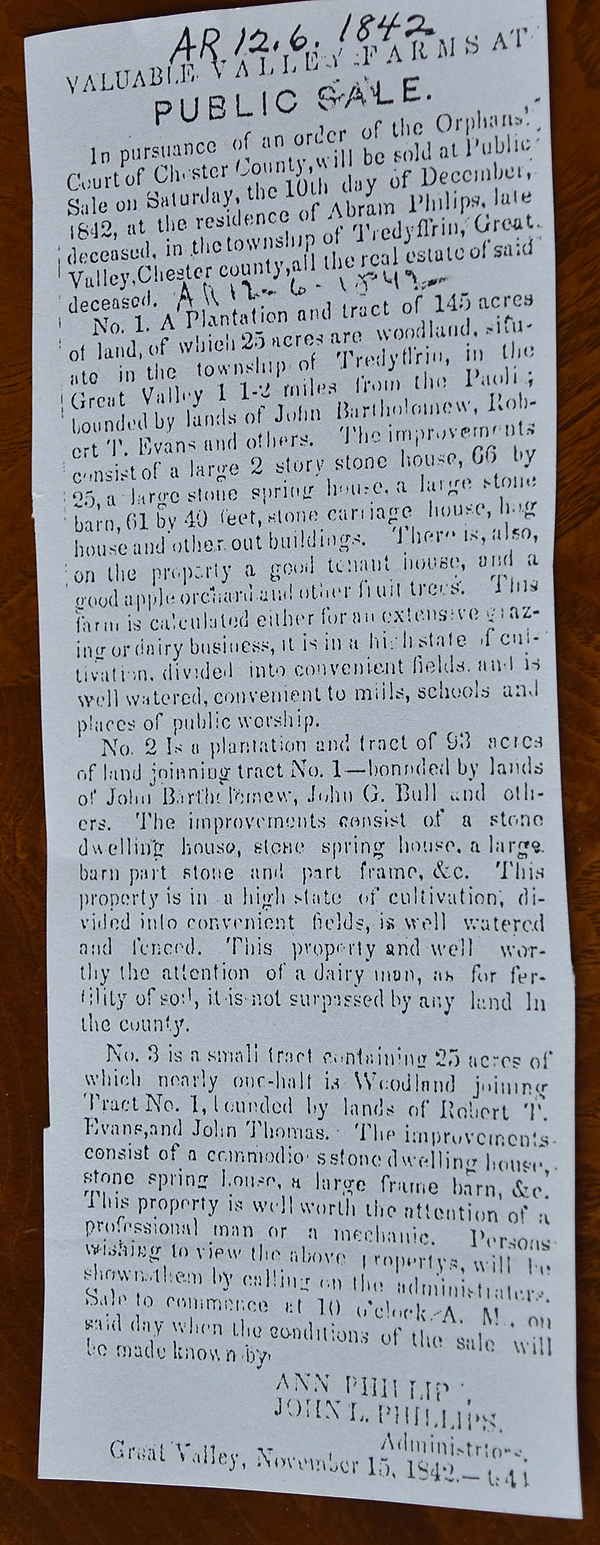 AR 12.6.1842
VALUABLE VALLEY FARMS AT
PUBLIC SALE.
In pursuance of an order of the Orphans'
Court of Chester County, will be sold at Public
Sale on Saturday, the 10th day of December,
1842, at the residence of Abram Philips, late
deceased, in the township of Tredyffrin, Great
Valley, Chester county, all the real estate of said
deceased. AR 12-6-1842
No. 1. A Plantation and tract of 145 acres
of land, of which 25 acres are woodland, situ-
ate in the township of Tredyffrin, in the
Great Valley 1 1-2 miles from the Paoli;
bounded by lands of John Bartholomew, Rob-
ert T. Evans and others. The improvements
consist of a large 2 story stone house, 66 by
25, a large stone spring house, a large stone
barn, 61 by 40 feet, stone carriage house, hog
house and other out buildings. There is, also,
on the property a good tenant house, and a
good apple orchard and other fruit trees. This
farm is calculated either for an extensive graz-
ing or dairy business, it is in a high state of cul-
tivation, divided into convenient fields, and is
well watered, convenient to mills, schools and
places of public worship.
No. 2 Is a plantation and tract of 93 acres
of land joinning tract No. 1—bonnded by lands
of John Bartholomew, John G. Bull and oth-
ers. The improvements consist of a stone
dwelling house, stone spring house, a large
barn part stone and part frame, &c. This
property is in a high state of cultivation, di-
vided into convenient fields, is well watered
and fenced. This property and well wor-
thy the attention of a dairy man, as for fer-
tility of soil, it is not surpassed by any land In
the county.
No. 3 is a small tract containing 25 acres of
which nearly one-half is Woodland joining
Tract No. 1, bounded by lands of Robert T.
Evans, and John Thomas. The improvements
consist of a commodious stone dwelling house,
stone spring house, a large frame barn, &c.
This property is well worth the attention of a
professional man or a mechanic. Persons
wishing to view the above propertys, will be
shown them by calling on the administraters.
Sale to commence at 10 o'clock A. M., on
said day when the conditions of the sale will
be made known by
ANN PHILLIPS,
JOHN L. PHILLIPS.
Administrtors.
Great Valley, November 15, 1842.—